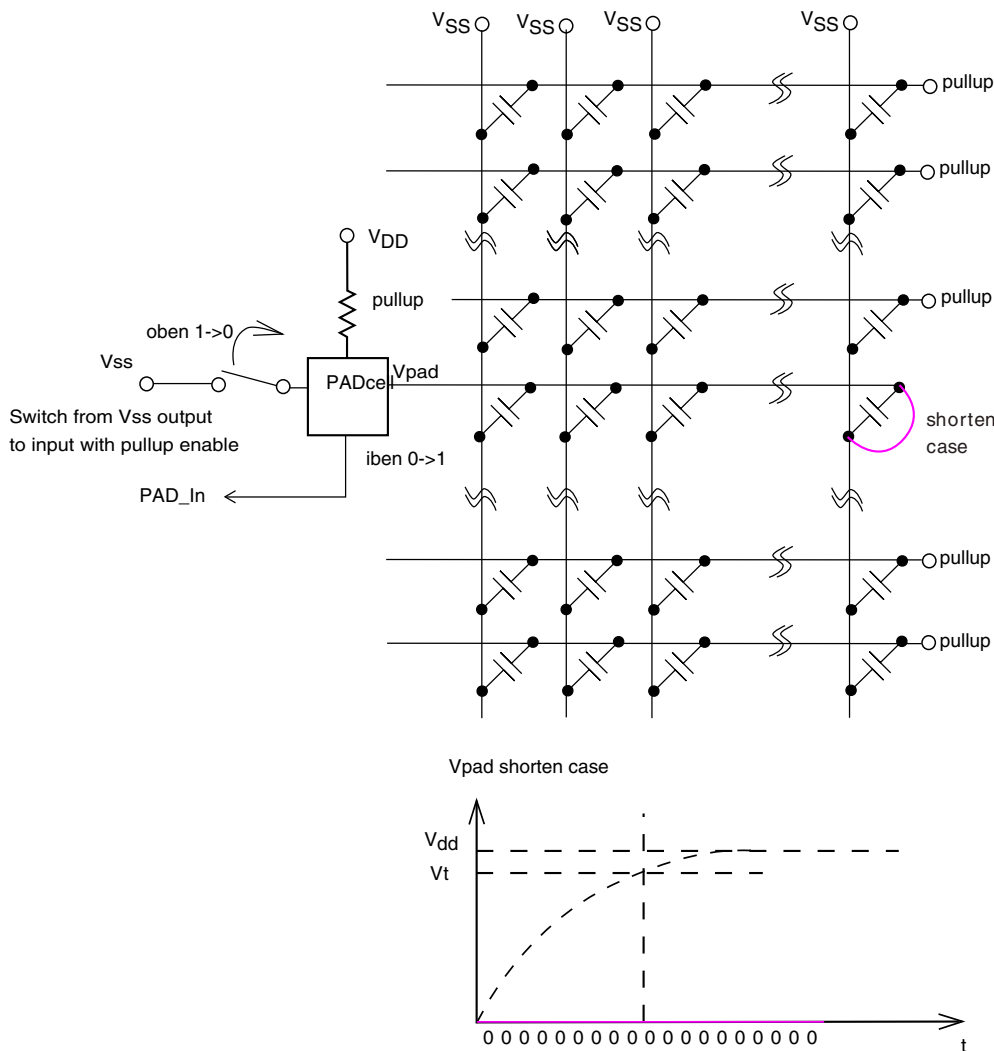 VSS VSS VSS VSS
pullup
pullup
VDD
pullup
pullup
oben 1->0
Vss
PADcell
Vpad
Switch from Vss output
to input with pullup enable
shorten
case
iben 0->1
PAD_In
pullup
pullup
Vpad shorten case
Vdd
Vt
0 0 0 0 0 0 0 0 0 0 0 0 0 0 0 0 0 0
t